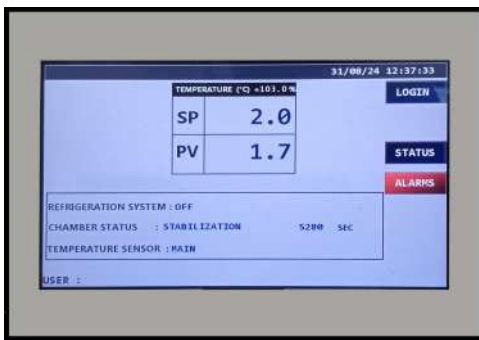 31/08/24 12:37:33
TEMPERATURE (°C) +103.0%
LOGIN
SP 2.0
PV 1.7
STATUS
ALARMS
REFRIGERATION SYSTEM : OFF
CHAMBER STATUS : STABILIZATION 5280 SEC
TEMPERATURE SENSOR : MAIN
USER :